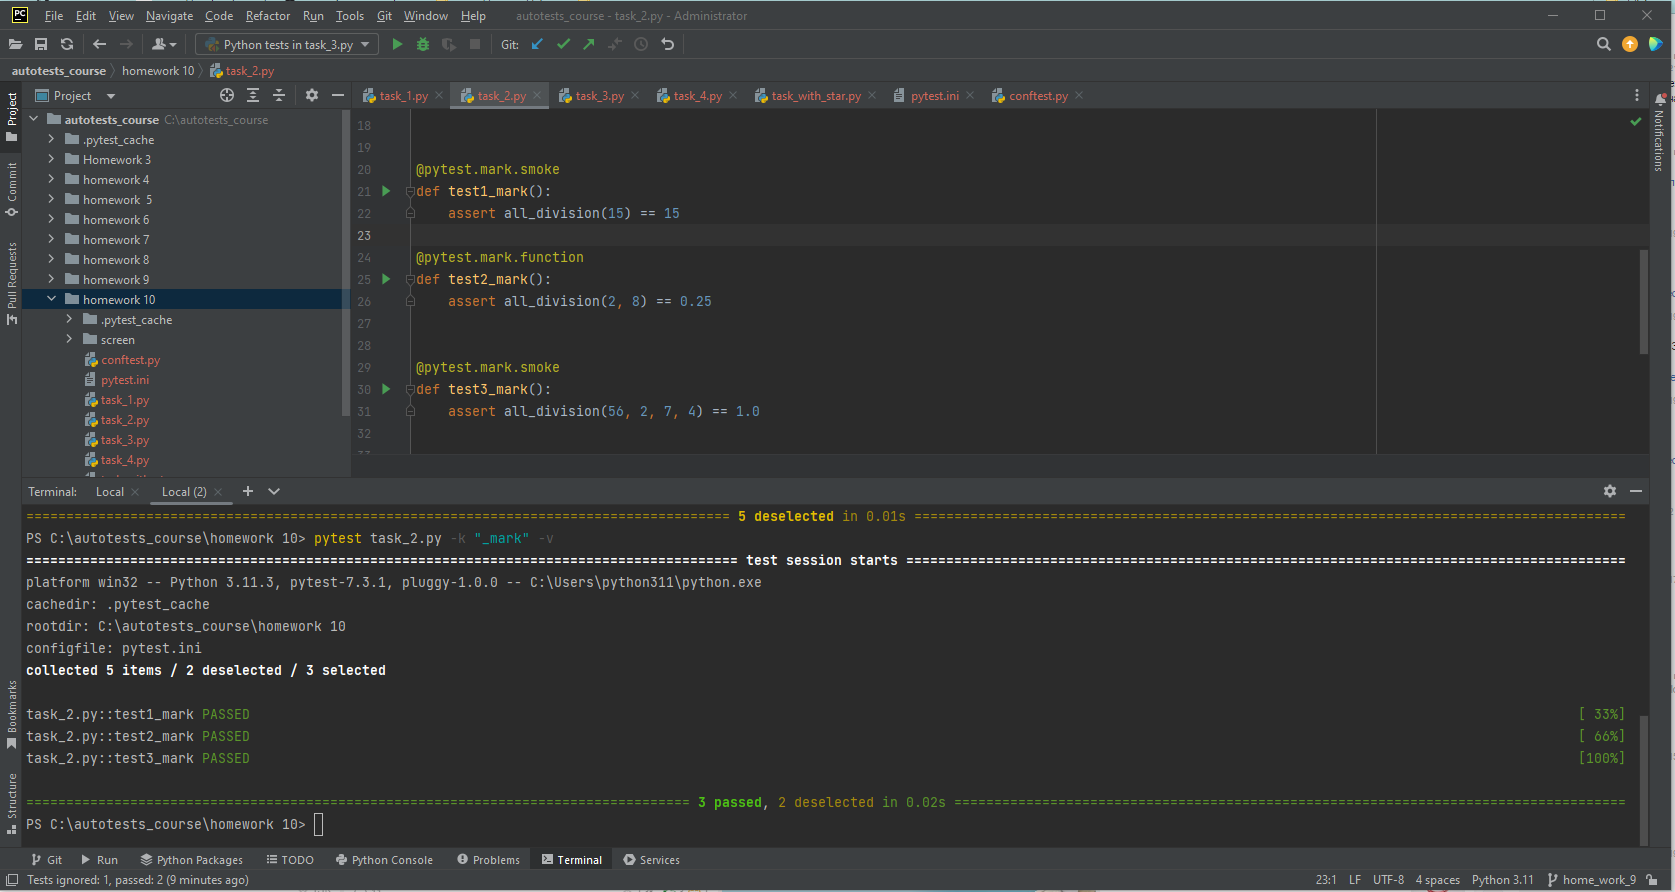 PC File Edit View Navigate Code Refactor Run Tools Git Window Help autotests_course - task_2.py - Administrator
Python tests in task_3.py Git:
autotests_course homework 10 task_2.py
Project
task_1.py task_2.py task_3.py task_4.py task_with_star.py pytest.ini conftest.py
Project
Commit
Pull Requests
Bookmarks
Structure
Notifications
autotests_course C:\autotests_course
.pytest_cache
Homework 3
homework 4
homework 5
homework 6
homework 7
homework 8
homework 9
homework 10
.pytest_cache
screen
conftest.py
pytest.ini
task_1.py
task_2.py
task_3.py
task_4.py
18
19
20 @pytest.mark.smoke
21 def test1_mark():
22 assert all_division(15) == 15
23
24 @pytest.mark.function
25 def test2_mark():
26 assert all_division(2, 8) == 0.25
27
28
29 @pytest.mark.smoke
30 def test3_mark():
31 assert all_division(56, 2, 7, 4) == 1.0
32
Terminal: Local Local (2)
======== 5 deselected in 0.01s ========
PS C:\autotests_course\homework 10> pytest task_2.py -k "_mark" -v
======== test session starts ========
platform win32 -- Python 3.11.3, pytest-7.3.1, pluggy-1.0.0 -- C:\Users\python311\python.exe
cachedir: .pytest_cache
rootdir: C:\autotests_course\homework 10
configfile: pytest.ini
collected 5 items / 2 deselected / 3 selected
task_2.py::test1_mark PASSED [ 33%]
task_2.py::test2_mark PASSED [ 66%]
task_2.py::test3_mark PASSED [100%]
======== 3 passed, 2 deselected in 0.02s ========
PS C:\autotests_course\homework 10>
Git Run Python Packages TODO Python Console Problems Terminal Services
Tests ignored: 1, passed: 2 (9 minutes ago) 23:1 LF UTF-8 4 spaces Python 3.11 home_work_9